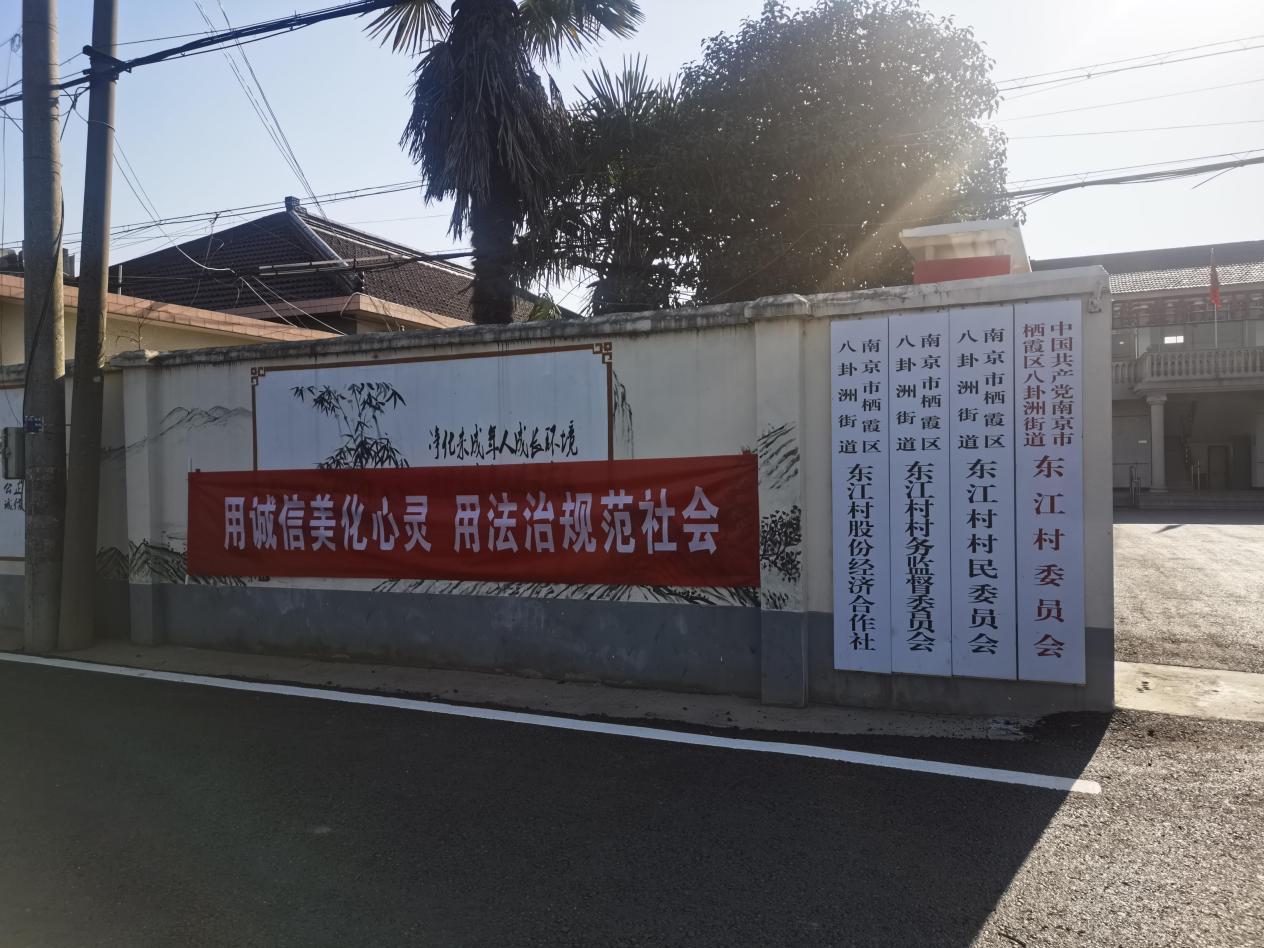 净化未成年人成长环境
用诚信美化心灵 用法治规范社会
中国共产党南京市
栖霞区八卦洲街道
东江村委员会
南京市栖霞区
八卦洲街道
东江村村民委员会
南京市栖霞区
八卦洲街道
东江村村务监督委员会
南京市栖霞区
八卦洲街道
东江村股份经济合作社